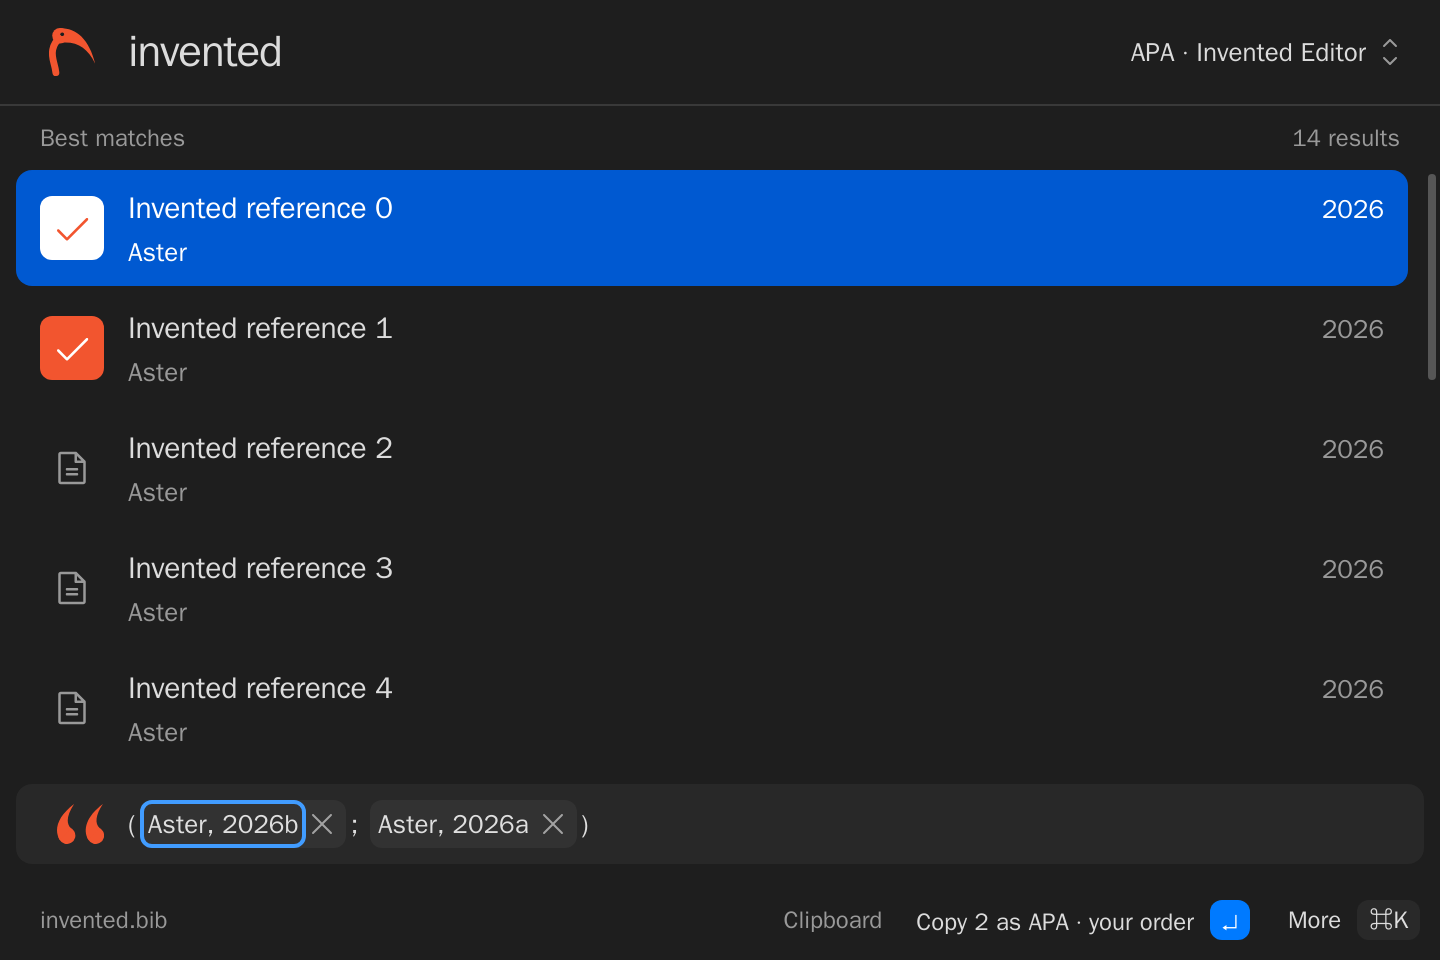 invented
APA · Invented Editor
Best matches
14 results
Invented reference 0
2026
Aster
Invented reference 1
2026
Aster
Invented reference 2
2026
Aster
Invented reference 3
2026
Aster
Invented reference 4
2026
Aster
(Aster, 2026b ; Aster, 2026a )
invented.bib
Clipboard
Copy 2 as APA · your order
More ⌘K